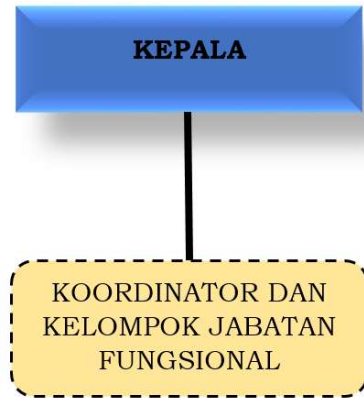 KEPALA
KOORDINATOR DAN
KELOMPOK JABATAN
FUNGSIONAL